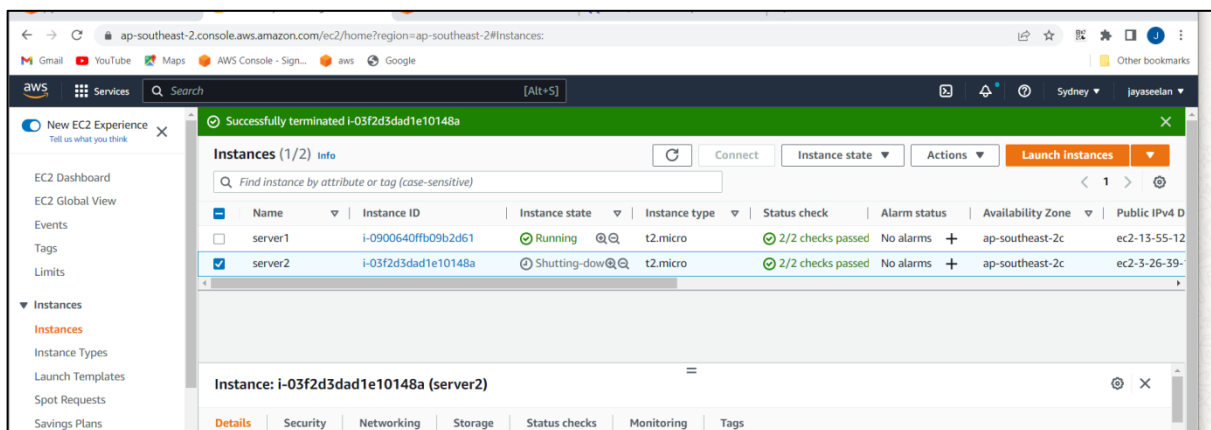 ap-southeast-2.console.aws.amazon.com/ec2/home?region=ap-southeast-2#Instances: J
Gmail YouTube Maps AWS Console - Sign... aws Google Other bookmarks
aws Services Search [Alt+S] Sydney jayaseelan
New EC2 Experience
Tell us what you think
Successfully terminated i-03f2d3dad1e10148a
Instances (1/2) Info Connect Instance state Actions Launch instances
Find instance by attribute or tag (case-sensitive) 1
Name Instance ID Instance state Instance type Status check Alarm status Availability Zone Public IPv4 D
server1 i-0900640ffb09b2d61 Running t2.micro 2/2 checks passed No alarms + ap-southeast-2c ec2-13-55-12
server2 i-03f2d3dad1e10148a Shutting-dow t2.micro 2/2 checks passed No alarms + ap-southeast-2c ec2-3-26-39-
EC2 Dashboard
EC2 Global View
Events
Tags
Limits
Instances
Instances
Instance Types
Launch Templates
Spot Requests
Savings Plans
Instance: i-03f2d3dad1e10148a (server2)
Details Security Networking Storage Status checks Monitoring Tags